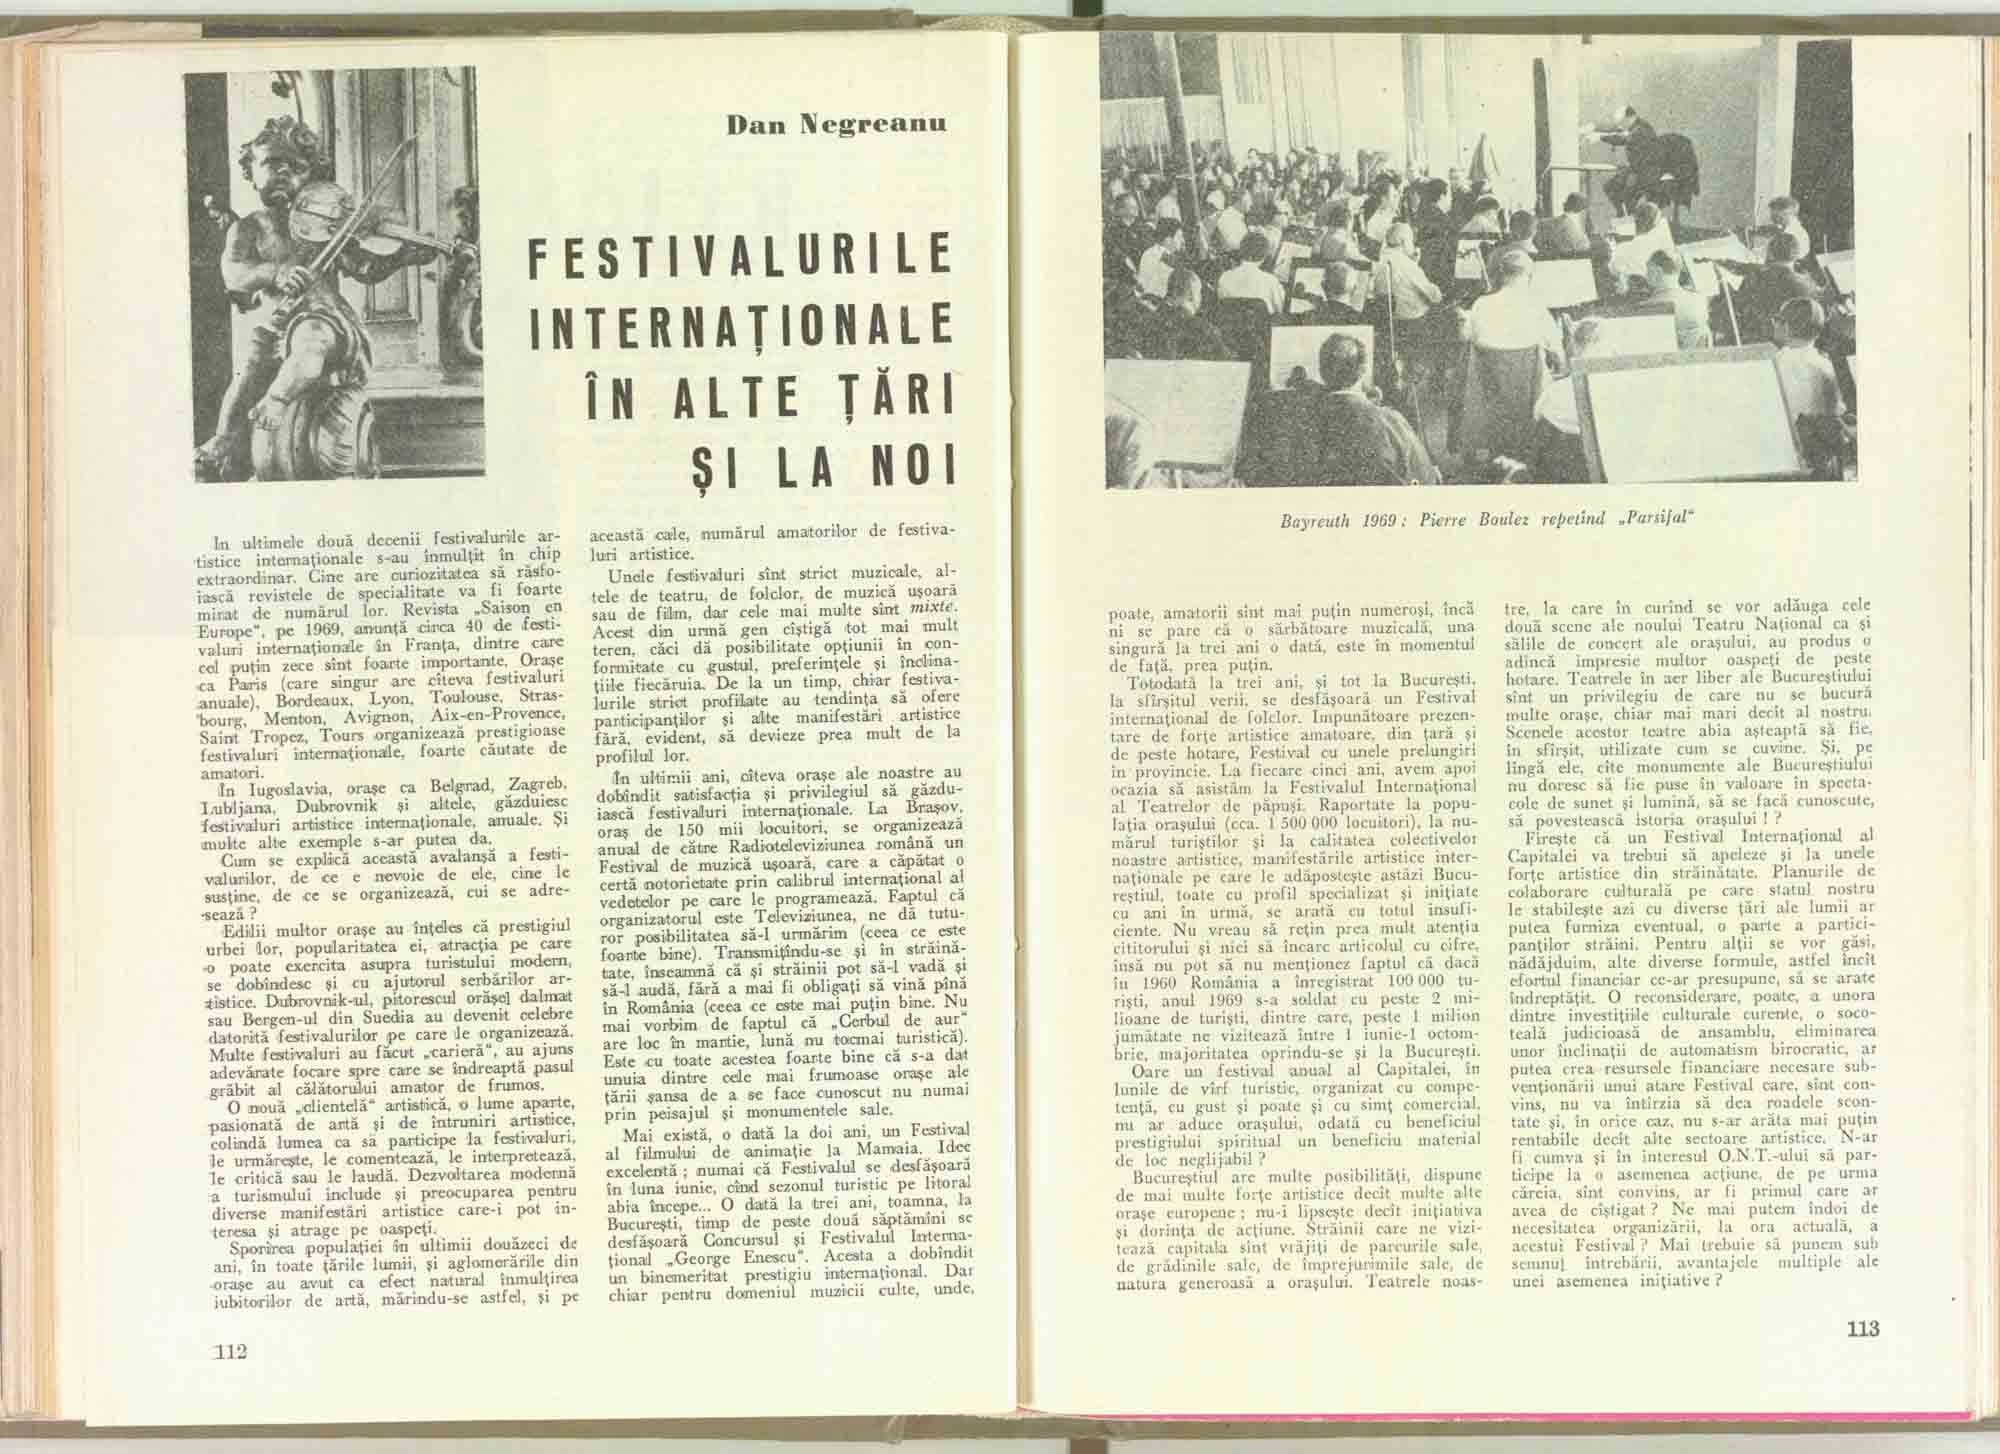 Dan Negreanu
FESTIVALURILE
INTERNAȚIONALE
ÎN ALTE ȚĂRI
ȘI LA NOI
In ultimele două decenii festivalurile ar-
tistice internaționale s-au înmulțit în chip
extraordinar. Cine are curiozitatea să răsfo-
iască revistele de specialitate va fi foarte
mirat de numărul lor. Revista „Saison en
Europe“, pe 1969, anunță circa 40 de festi-
valuri internaționale în Franța, dintre care
cel puțin zece sînt foarte importante. Orașe
ca Paris (care singur are cîteva festivaluri
anuale), Bordeaux, Lyon, Toulouse, Stras-
bourg, Menton, Avignon, Aix-en-Provence,
Saint Tropez, Tours organizează prestigioase
festivaluri internaționale, foarte căutate de
amatori.
În Iugoslavia, orașe ca Belgrad, Zagreb,
Lubljana, Dubrovnik și altele, găzduiesc
festivaluri artistice internaționale, anuale. Și
multe alte exemple s-ar putea da.
Cum se explică această avalanșă a festi-
valurilor, de ce e nevoie de ele, cine le
susține, de ce se organizează, cui se adre-
sează ?
Edilii multor orașe au înțeles că prestigiul
urbei lor, popularitatea ei, atracția pe care
o poate exercita asupra turistului modern,
se dobîndesc și cu ajutorul serbărilor ar-
tistice. Dubrovnik-ul, pitorescul orășel dalmat
sau Bergen-ul din Suedia au devenit celebre
datorită festivalurilor pe care le organizează.
Multe festivaluri au făcut „carieră“, au ajuns
adevărate focare spre care se îndreaptă pasul
grăbit al călătorului amator de frumos.
O nouă „clientelă“ artistică, o lume aparte,
pasionată de artă și de întruniri artistice,
colindă lumea ca să participe la festivaluri,
le urmărește, le comentează, le interpretează,
le critică sau le laudă. Dezvoltarea modernă
a turismului include și preocuparea pentru
diverse manifestări artistice care-i pot in-
teresa și atrage pe oaspeți.
Sporirea populației în ultimii douăzeci de
ani, în toate țările lumii, și aglomerările din
orașe au avut ca efect natural înmulțirea
iubitorilor de artă, mărindu-se astfel, și pe
112
această cale, numărul amatorilor de festiva-
luri artistice.
Unele festivaluri sînt strict muzicale, al-
tele de teatru, de folclor, de muzică ușoară
sau de film, dar cele mai multe sînt mixte.
Acest din urmă gen cîștigă tot mai mult
teren, căci dă posibilitate opțiunii în con-
formitate cu gustul, preferințele și înclina-
țiile fiecăruia. De la un timp, chiar festiva-
lurile strict profilate au tendința să ofere
participanților și alte manifestări artistice
fără, evident, să devieze prea mult de la
profilul lor.
În ultimii ani, cîteva orașe ale noastre au
dobîndit satisfacția și privilegiul să găzdu-
iască festivaluri internaționale. La Brașov,
oraș de 150 mii locuitori, se organizează
anual de către Radioteleviziunea română un
Festival de muzică ușoară, care a căpătat o
certă notorietate prin calibrul internațional al
vedetelor pe care le programează. Faptul că
organizatorul este Televiziunea, ne dă tutu-
ror posibilitatea să-l urmărim (ceea ce este
foarte bine). Transmițîndu-se și în străină-
tate, înseamnă că și străinii pot să-l vadă și
să-l audă, fără a mai fi obligați să vină pînă
în România (ceea ce este mai puțin bine. Nu
mai vorbim de faptul că „Cerbul de aur“
are loc în martie, lună nu tocmai turistică).
Este cu toate acestea foarte bine că s-a dat
unuia dintre cele mai frumoase orașe ale
țării șansa de a se face cunoscut nu numai
prin peisajul și monumentele sale.
Mai există, o dată la doi ani, un Festival
al filmului de animație la Mamaia. Idee
excelentă ; numai că Festivalul se desfășoară
în luna iunie, cînd sezonul turistic pe litoral
abia începe... O dată la trei ani, toamna, la
București, timp de peste două săptămîni se
desfășoară Concursul și Festivalul Interna-
țional „George Enescu“. Acesta a dobîndit
un binemeritat prestigiu internațional. Dar
chiar pentru domeniul muzicii culte, unde,
Bayreuth 1969 : Pierre Boulez repetînd „Parsifal“
poate, amatorii sînt mai puțin numeroși, încă
ni se pare că o sărbătoare muzicală, una
singură la trei ani o dată, este în momentul
de față, prea puțin.
Totodată la trei ani, și tot la București,
la sfîrșitul verii, se desfășoară un Festival
internațional de folclor. Impunătoare prezen-
tare de forțe artistice amatoare, din țară și
de peste hotare, Festival cu unele prelungiri
în provincie. La fiecare cinci ani, avem apoi
ocazia să asistăm la Festivalul Internațional
al Teatrelor de păpuși. Raportate la popu-
lația orașului (cca. 1 500 000 locuitori), la nu-
mărul turiștilor și la calitatea colectivelor
noastre artistice, manifestările artistice inter-
naționale pe care le adăpostește astăzi Bucu-
reștiul, toate cu profil specializat și inițiate
cu ani în urmă, se arată cu totul insufi-
ciente. Nu vreau să rețin prea mult atenția
cititorului și nici să încarc articolul cu cifre,
însă nu pot să nu menționez faptul că dacă
în 1960 România a înregistrat 100 000 tu-
riști, anul 1969 s-a soldat cu peste 2 mi-
lioane de turiști, dintre care, peste 1 milion
jumătate ne vizitează între 1 iunie-1 octom-
brie, majoritatea oprindu-se și la București.
Oare un festival anual al Capitalei, în
lunile de vîrf turistic, organizat cu compe-
tență, cu gust și poate și cu simț comercial,
nu ar aduce orașului, odată cu beneficiul
prestigiului spiritual un beneficiu material
de loc neglijabil ?
Bucureștiul are multe posibilități, dispune
de mai multe forțe artistice decît multe alte
orașe europene ; nu-i lipsește decît inițiativa
și dorința de acțiune. Străinii care ne vizi-
tează capitala sînt vrăjiți de parcurile sale,
de grădinile sale, de împrejurimile sale, de
natura generoasă a orașului. Teatrele noas-
tre, la care în curînd se vor adăuga cele
două scene ale noului Teatru Național ca și
sălile de concert ale orașului, au produs o
adîncă impresie multor oaspeți de peste
hotare. Teatrele în aer liber ale Bucureștiului
sînt un privilegiu de care nu se bucură
multe orașe, chiar mai mari decît al nostru.
Scenele acestor teatre abia așteaptă să fie,
în sfîrșit, utilizate cum se cuvine. Și, pe
lîngă ele, cîte monumente ale Bucureștiului
nu doresc să fie puse în valoare în specta-
cole de sunet și lumină, să se facă cunoscute,
să povestească istoria orașului ! ?
Firește că un Festival Internațional al
Capitalei va trebui să apeleze și la unele
forțe artistice din străinătate. Planurile de
colaborare culturală pe care statul nostru
le stabilește azi cu diverse țări ale lumii ar
putea furniza eventual, o parte a partici-
panților străini. Pentru alții se vor găsi,
nădăjduim, alte diverse formule, astfel încît
efortul financiar ce-ar presupune, să se arate
îndreptățit. O reconsiderare, poate, a unora
dintre investițiile culturale curente, o soco-
teală judicioasă de ansamblu, eliminarea
unor înclinații de automatism birocratic, ar
putea crea resursele financiare necesare sub-
venționării unui atare Festival care, sînt con-
vins, nu va întîrzia să dea roadele scon-
tate și, în orice caz, nu s-ar arăta mai puțin
rentabile decît alte sectoare artistice. N-ar
fi cumva și în interesul O.N.T.-ului să par-
ticipe la o asemenea acțiune, de pe urma
căreia, sînt convins, ar fi primul care ar
avea de cîștigat ? Ne mai putem îndoi de
necesitatea organizării, la ora actuală, a
acestui Festival ? Mai trebuie să punem sub
semnul întrebării, avantajele multiple ale
unei asemenea inițiative ?
113